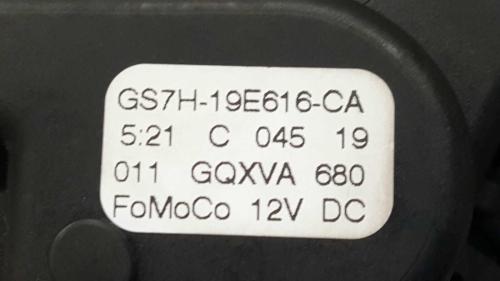 GS7H-19E616-CA
5:21 C 045 19
011 GQXVA 680
FoMoCo 12V DC